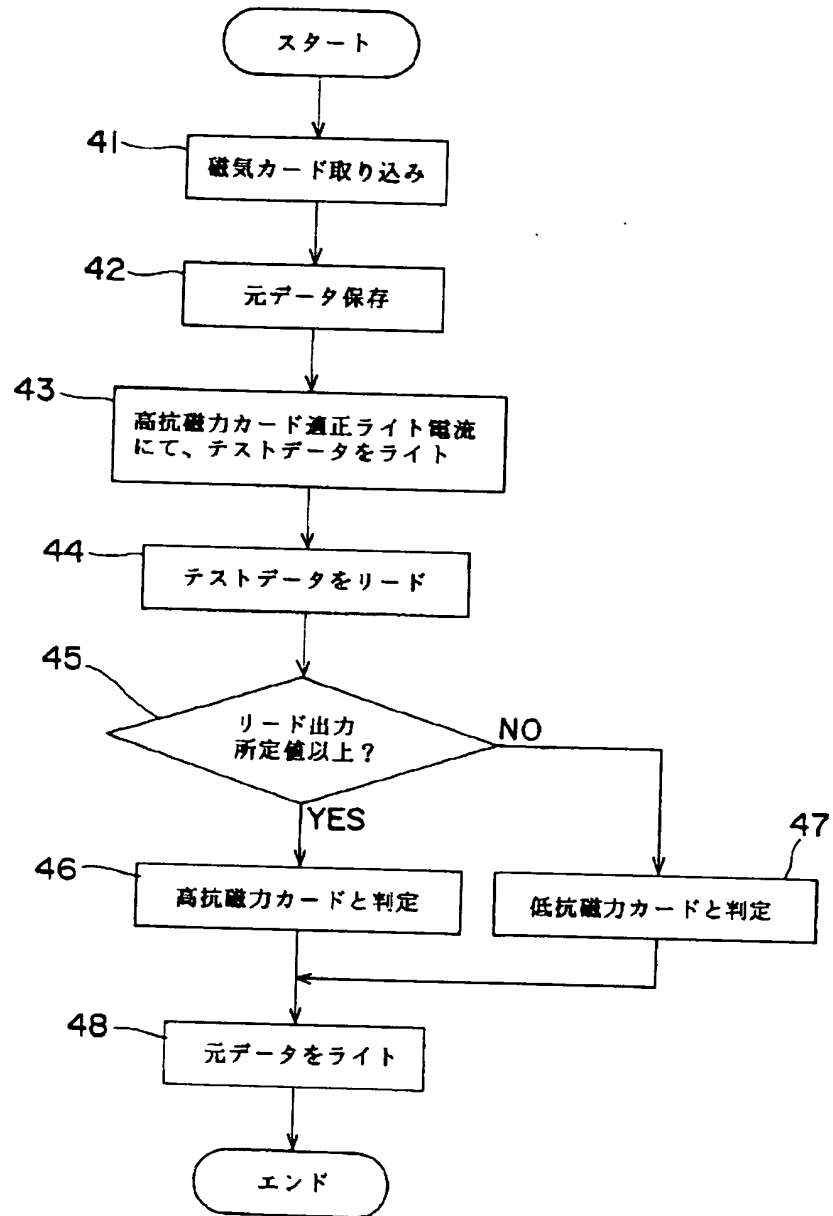 スタート
41
磁気カード取り込み
42
元データ保存
43
高抗磁力カード適正ライト電流
にて、テストデータをライト
44
テストデータをリード
45
リード出力
所定値以上?
NO
YES
46
高抗磁力カードと判定
47
低抗磁力カードと判定
48
元データをライト
エンド